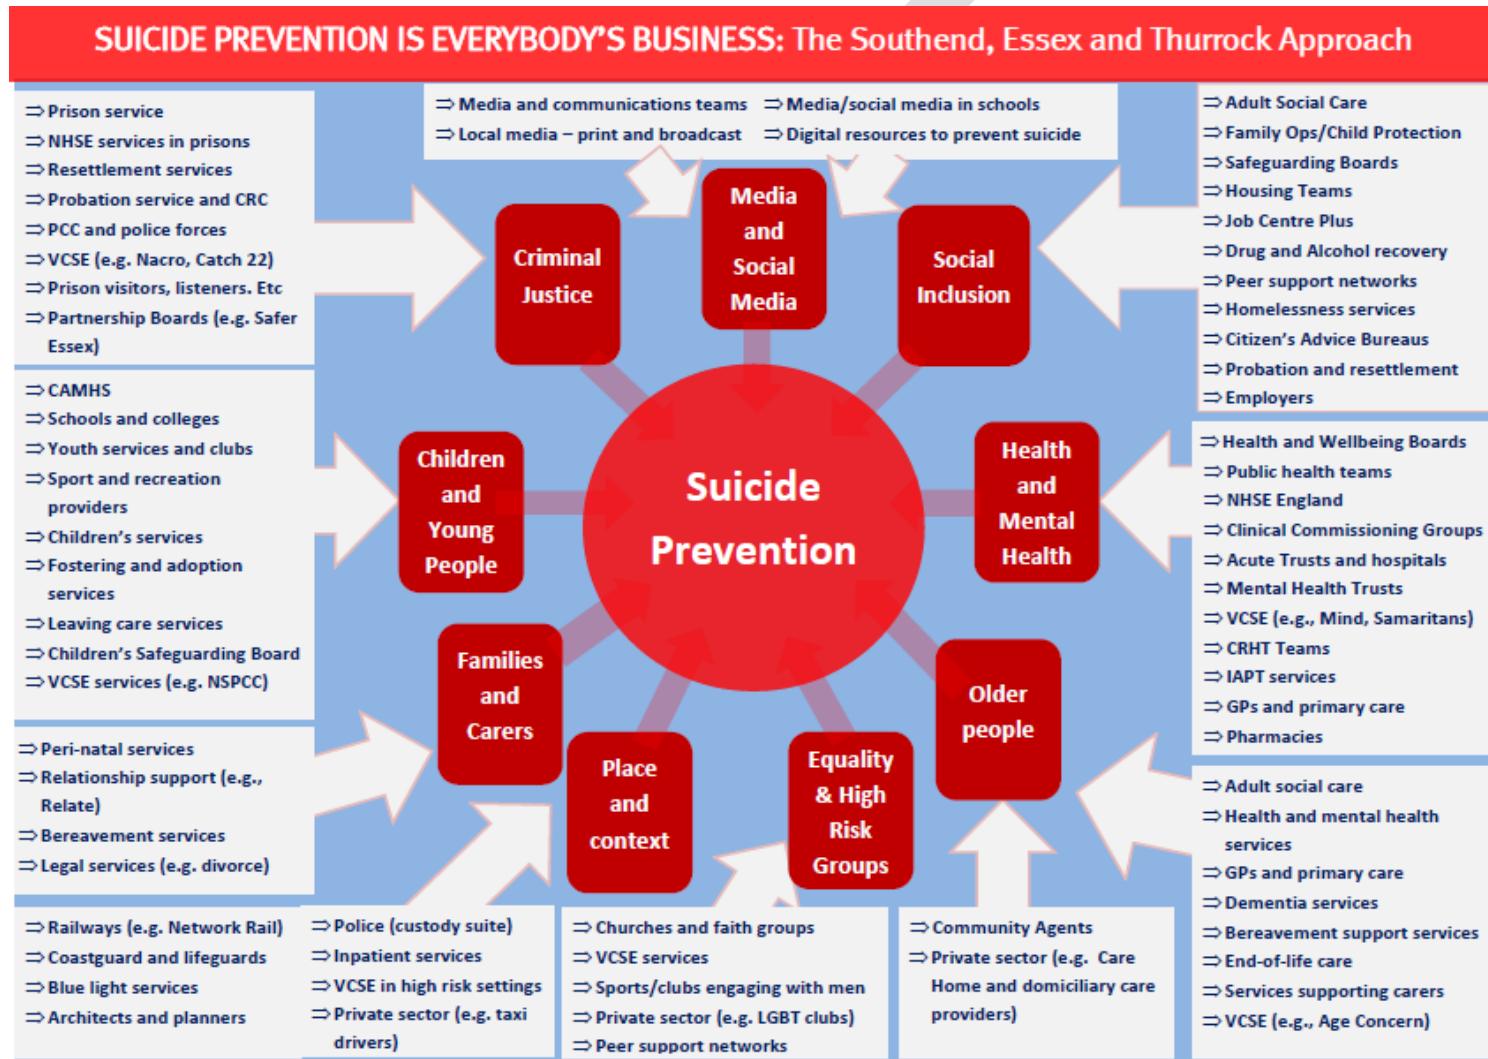 SUICIDE PREVENTION IS EVERYBODY'S BUSINESS: The Southend, Essex and Thurrock Approach
⇒ Prison service
⇒ NHSE services in prisons
⇒ Resettlement services
⇒ Probation service and CRC
⇒ PCC and police forces
⇒ VCSE (e.g. Nacro, Catch 22)
⇒ Prison visitors, listeners. Etc
⇒ Partnership Boards (e.g. Safer
Essex)
⇒ Media and communications teams ⇒ Media/social media in schools
⇒ Local media – print and broadcast ⇒ Digital resources to prevent suicide
⇒ Adult Social Care
⇒ Family Ops/Child Protection
⇒ Safeguarding Boards
⇒ Housing Teams
⇒ Job Centre Plus
⇒ Drug and Alcohol recovery
⇒ Peer support networks
⇒ Homelessness services
⇒ Citizen's Advice Bureaus
⇒ Probation and resettlement
⇒ Employers
Criminal
Justice
Media
and
Social
Media
Social
Inclusion
⇒ CAMHS
⇒ Schools and colleges
⇒ Youth services and clubs
⇒ Sport and recreation
providers
⇒ Children's services
⇒ Fostering and adoption
services
⇒ Leaving care services
⇒ Children's Safeguarding Board
⇒ VCSE services (e.g. NSPCC)
Children
and
Young
People
Suicide
Prevention
Health
and
Mental
Health
⇒ Health and Wellbeing Boards
⇒ Public health teams
⇒ NHSE England
⇒ Clinical Commissioning Groups
⇒ Acute Trusts and hospitals
⇒ Mental Health Trusts
⇒ VCSE (e.g., Mind, Samaritans)
⇒ CRHT Teams
⇒ IAPT services
⇒ GPs and primary care
⇒ Pharmacies
Families
and
Carers
Place
and
context
Equality
& High
Risk
Groups
Older
people
⇒ Peri-natal services
⇒ Relationship support (e.g.,
Relate)
⇒ Bereavement services
⇒ Legal services (e.g. divorce)
⇒ Adult social care
⇒ Health and mental health
services
⇒ GPs and primary care
⇒ Dementia services
⇒ Bereavement support services
⇒ End-of-life care
⇒ Services supporting carers
⇒ VCSE (e.g., Age Concern)
⇒ Railways (e.g. Network Rail)
⇒ Coastguard and lifeguards
⇒ Blue light services
⇒ Architects and planners
⇒ Police (custody suite)
⇒ Inpatient services
⇒ VCSE in high risk settings
⇒ Private sector (e.g. taxi
drivers)
⇒ Churches and faith groups
⇒ VCSE services
⇒ Sports/clubs engaging with men
⇒ Private sector (e.g. LGBT clubs)
⇒ Peer support networks
⇒ Community Agents
⇒ Private sector (e.g. Care
Home and domiciliary care
providers)